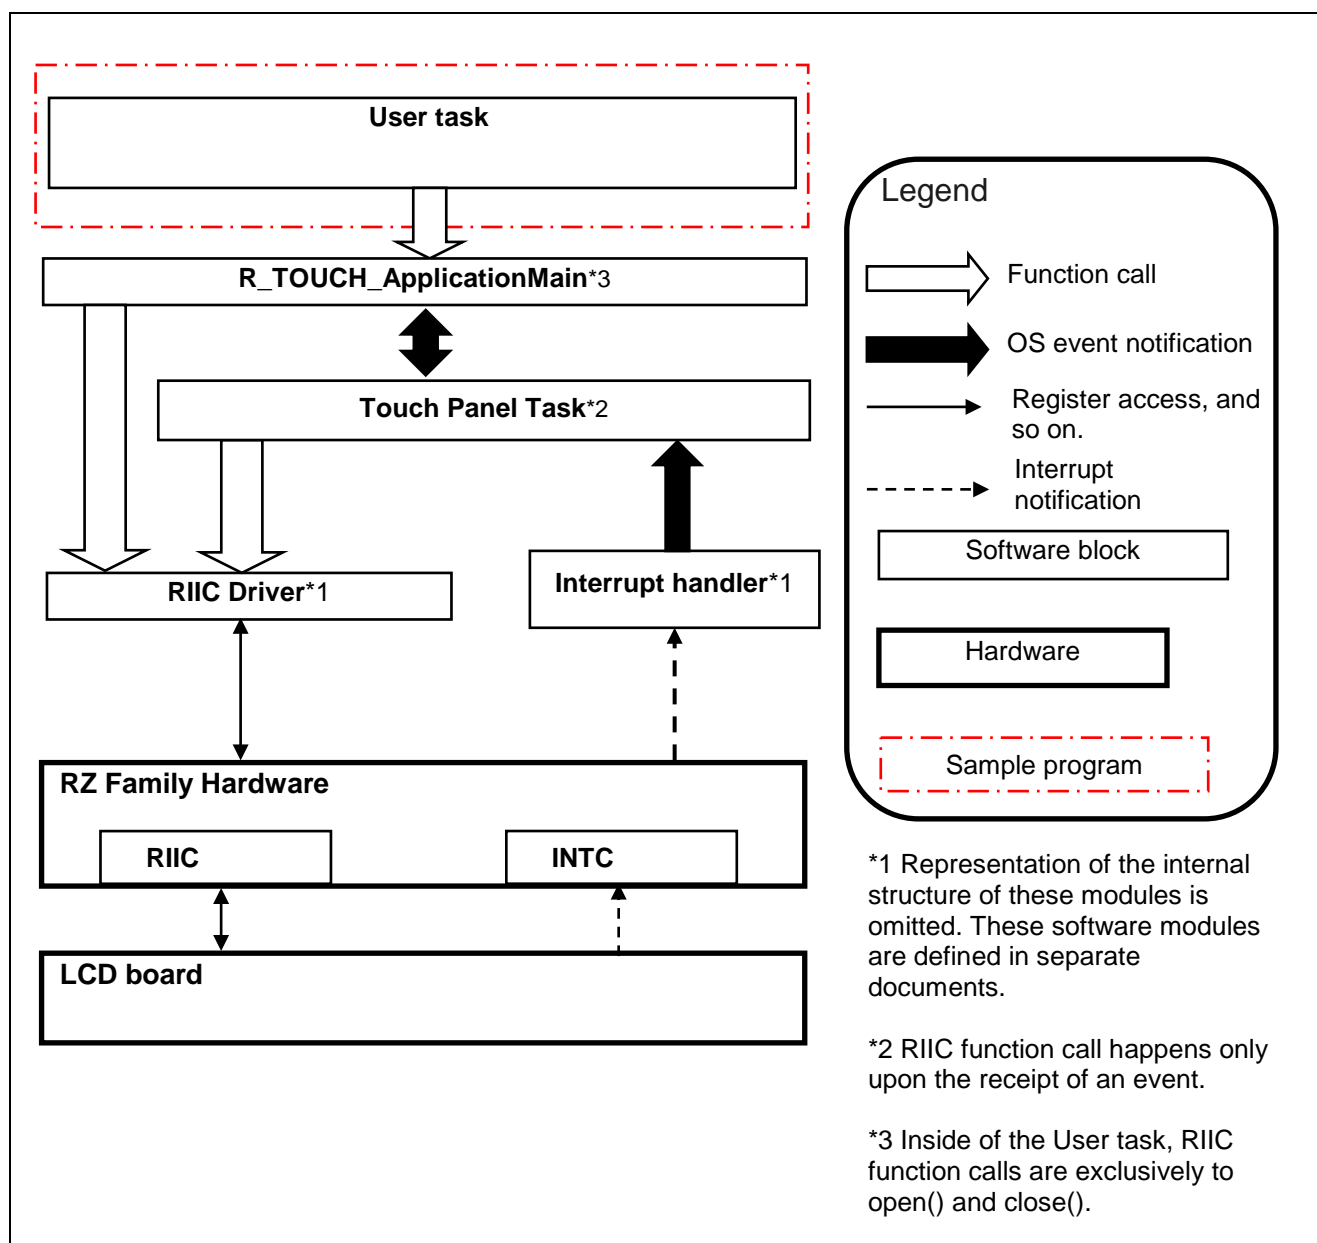 User task
R_TOUCH_ApplicationMain*3
Touch Panel Task*2
RIIC Driver*1
Interrupt handler*1
RZ Family Hardware
RIIC
INTC
LCD board
Legend
Function call
OS event notification
Register access, and
so on.
Interrupt
notification
Software block
Hardware
Sample program
*1 Representation of the internal
structure of these modules is
omitted. These software modules
are defined in separate
documents.
*2 RIIC function call happens only
upon the receipt of an event.
*3 Inside of the User task, RIIC
function calls are exclusively to
open() and close().